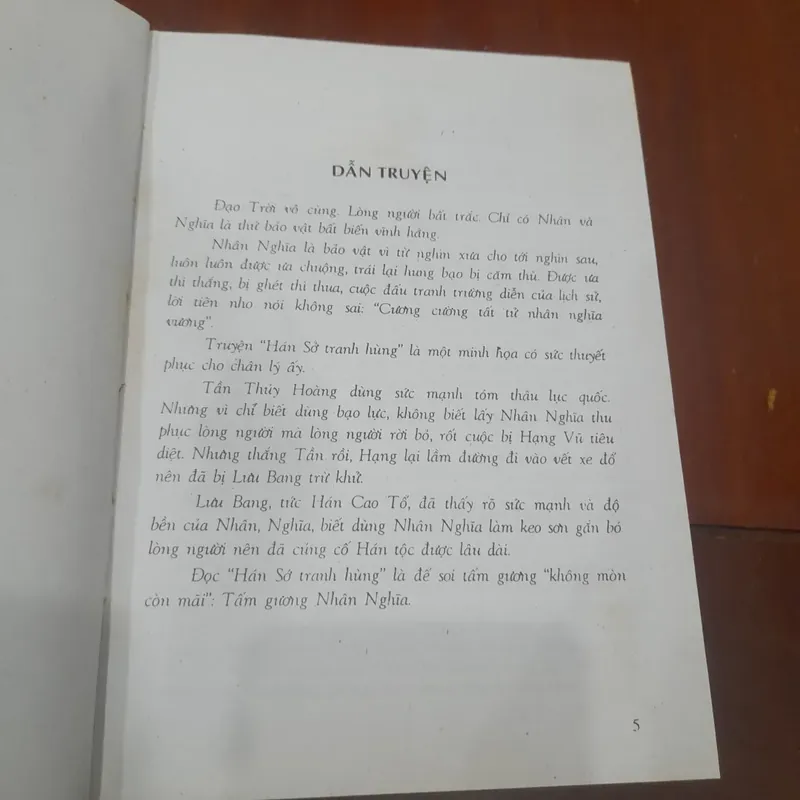 DẪN TRUYỆN
Đạo Trời vô cùng. Lòng người bất trắc. Chỉ có Nhân và
Nghĩa là thứ bảo vật bất biến vĩnh hằng.
Nhân Nghĩa là bảo vật vì từ nghìn xưa cho tới nghìn sau,
luôn luôn được ưa chuộng, trái lại hung bạo bị căm thù. Được ưa
thì thắng, bị ghét thì thua, cuộc đấu tranh trường diễn của lịch sử,
lời tiên nho nói không sai: "Cương cường tất tử nhân nghĩa
vương".
Truyện "Hán Sở tranh hùng" là một minh họa có sức thuyết
phục cho chân lý ấy.
Tần Thủy Hoàng dùng sức mạnh tóm thâu lục quốc.
Nhưng vì chỉ biết dùng bạo lực, không biết lấy Nhân Nghĩa thu
phục lòng người mà lòng người rời bỏ, rốt cuộc bị Hạng Vũ tiêu
diệt. Nhưng thắng Tần rồi, Hạng lại lầm đường đi vào vết xe đổ
nên đã bị Lưu Bang trừ khử.
Lưu Bang, tức Hán Cao Tổ, đã thấy rõ sức mạnh và độ
bền của Nhân, Nghĩa, biết dùng Nhân Nghĩa làm keo sơn gắn bó
lòng người nên đã củng cố Hán tộc được lâu dài.
Đọc "Hán Sở tranh hùng" là để soi tấm gương "không mòn
còn mãi": Tấm gương Nhân Nghĩa.
5